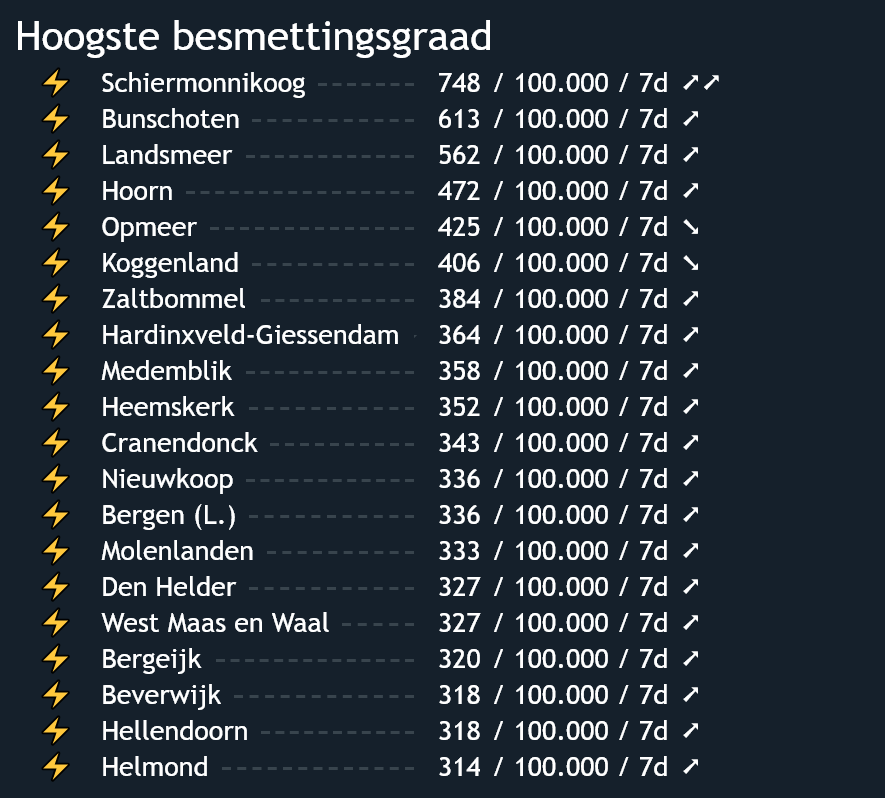 Hoogste besmettingsgraad
⚡ Schiermonnikoog -------- 748 / 100.000 / 7d ➚➚
⚡ Bunschoten ------------- 613 / 100.000 / 7d ➚
⚡ Landsmeer ------------- 562 / 100.000 / 7d ➚
⚡ Hoorn ------------------ 472 / 100.000 / 7d ➚
⚡ Opmeer ---------------- 425 / 100.000 / 7d ➘
⚡ Koggenland ------------- 406 / 100.000 / 7d ➘
⚡ Zaltbommel ------------ 384 / 100.000 / 7d ➚
⚡ Hardinxveld-Giessendam - 364 / 100.000 / 7d ➚
⚡ Medemblik ------------- 358 / 100.000 / 7d ➚
⚡ Heemskerk ------------- 352 / 100.000 / 7d ➚
⚡ Cranendonck ----------- 343 / 100.000 / 7d ➚
⚡ Nieuwkoop ------------- 336 / 100.000 / 7d ➚
⚡ Bergen (L.) ------------- 336 / 100.000 / 7d ➚
⚡ Molenlanden ------------ 333 / 100.000 / 7d ➚
⚡ Den Helder ------------- 327 / 100.000 / 7d ➚
⚡ West Maas en Waal ------ 327 / 100.000 / 7d ➚
⚡ Bergeijk ---------------- 320 / 100.000 / 7d ➚
⚡ Beverwijk -------------- 318 / 100.000 / 7d ➚
⚡ Hellendoorn ------------ 318 / 100.000 / 7d ➚
⚡ Helmond --------------- 314 / 100.000 / 7d ➚